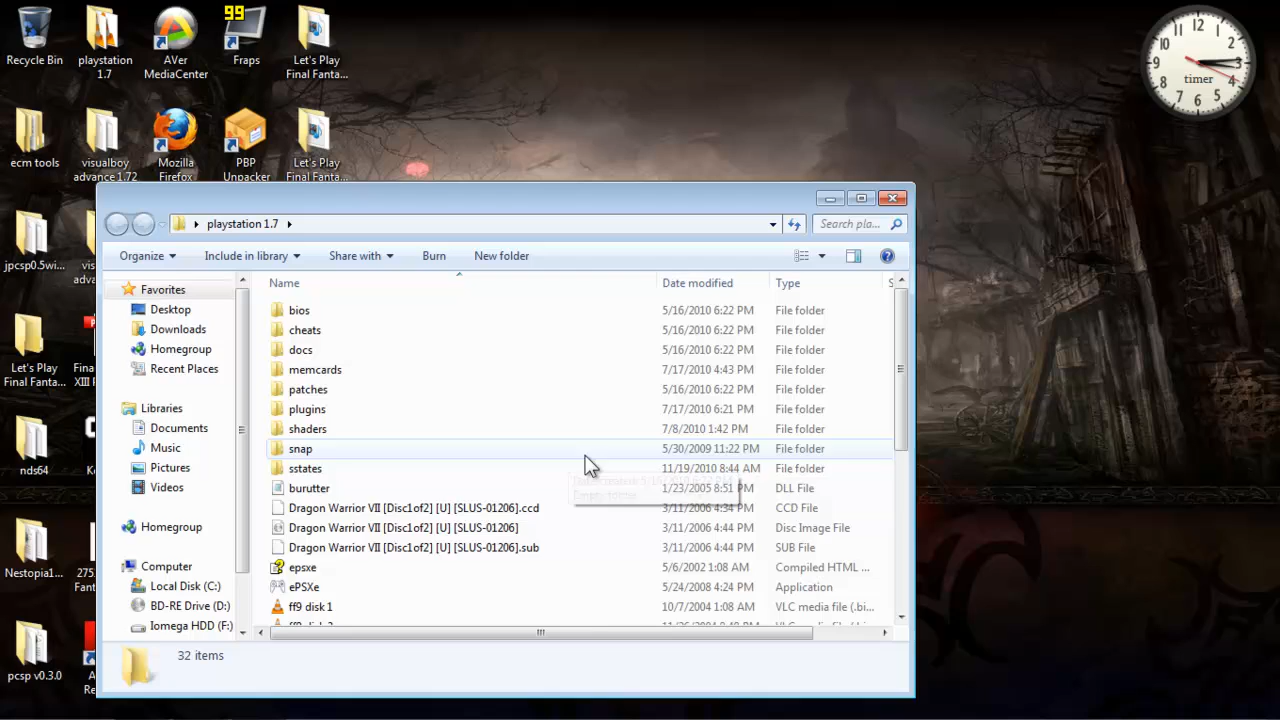 99
Recycle Bin
playstation
1.7
AVer
MediaCenter
Fraps
Let's Play
Final Fanta...
ecm tools
visualboy
advance 1.72
Mozilla
Firefox
PBP
Unpacker
Let's Play
Final Fanta...
12
2
3
4
5
6
7
8
9
10
timer
jpcsp0.5wi...
Let's Play
Final Fanta...
nds64
Nestopia1...
pcsp v0.3.0
playstation 1.7
Search pla...
Organize
Include in library
Share with
Burn
New folder
Favorites
Desktop
Downloads
Homegroup
Recent Places
Libraries
Documents
Music
Pictures
Videos
Homegroup
Computer
Local Disk (C:)
BD-RE Drive (D:)
Iomega HDD (F:)
Name Date modified Type S
bios 5/16/2010 6:22 PM File folder
cheats 5/16/2010 6:22 PM File folder
docs 5/16/2010 6:22 PM File folder
memcards 7/17/2010 4:43 PM File folder
patches 5/16/2010 6:22 PM File folder
plugins 7/17/2010 6:21 PM File folder
shaders 7/8/2010 1:42 PM File folder
snap 5/30/2009 11:22 PM File folder
sstates 11/19/2010 8:44 AM File folder
burutter 1/23/2005 8:51 PM DLL File
Dragon Warrior VII [Disc1of2] [U] [SLUS-01206].ccd 3/11/2006 4:34 PM CCD File
Dragon Warrior VII [Disc1of2] [U] [SLUS-01206] 3/11/2006 4:44 PM Disc Image File
Dragon Warrior VII [Disc1of2] [U] [SLUS-01206].sub 3/11/2006 4:44 PM SUB File
epsxe 5/6/2002 1:08 AM Compiled HTML ...
ePSXe 5/24/2008 4:24 PM Application
ff9 disk 1 10/7/2004 1:08 AM VLC media file (.bi...
32 items